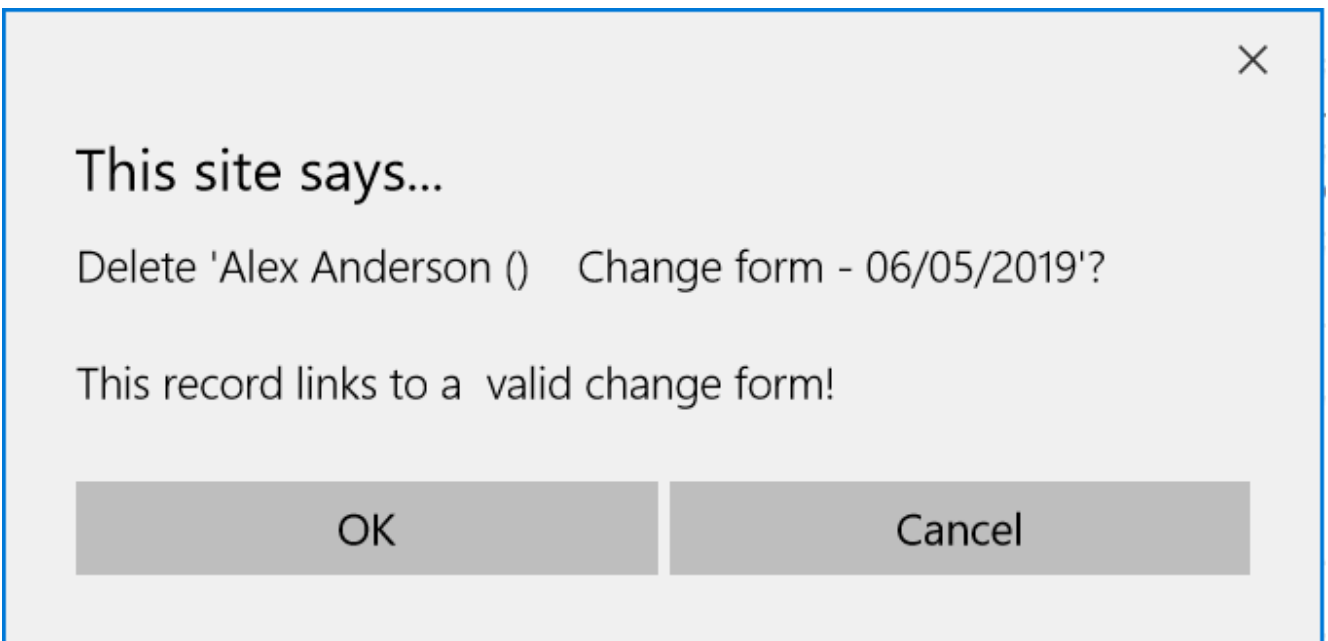 This site says...
Delete 'Alex Anderson ()    Change form - 06/05/2019'?
This record links to a  valid change form!
OK
Cancel